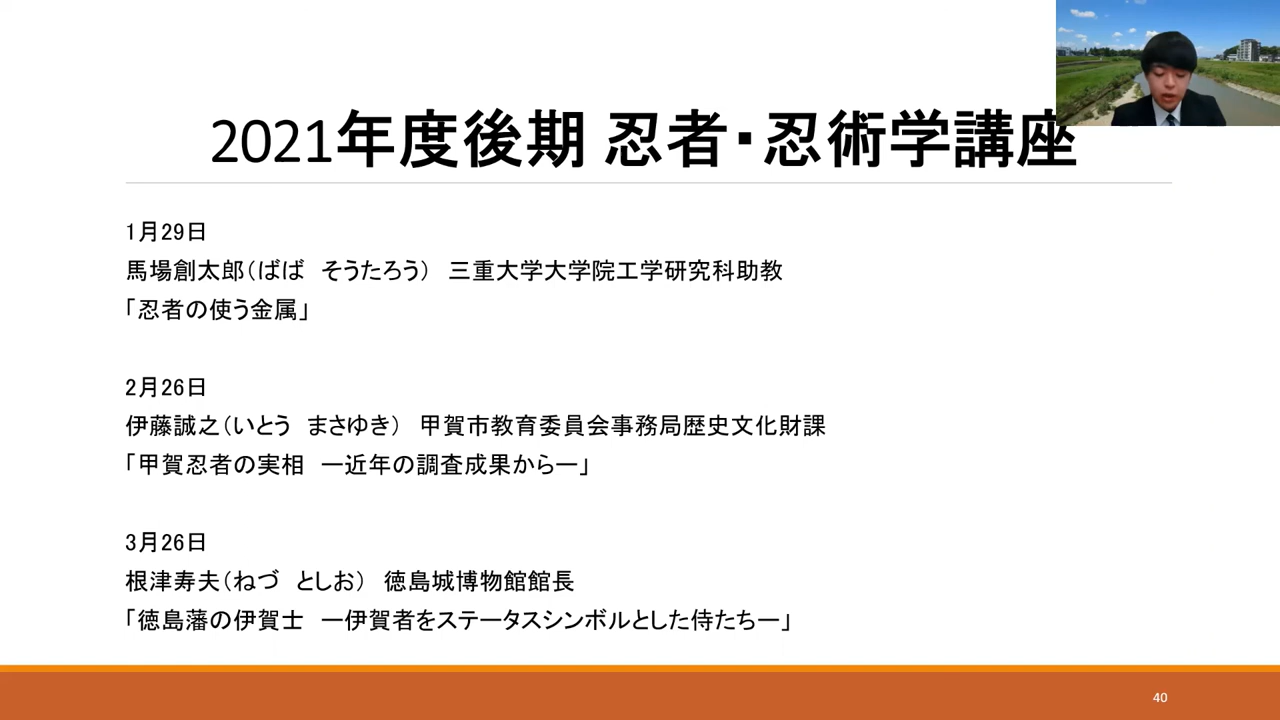 2021年度後期 忍者・忍術学講座
1月29日
馬場創太郎（ばば　そうたろう）　三重大学大学院工学研究科助教
「忍者の使う金属」
2月26日
伊藤誠之（いとう　まさゆき）　甲賀市教育委員会事務局歴史文化財課
「甲賀忍者の実相　―近年の調査成果から―」
3月26日
根津寿夫（ねづ　としお）　徳島城博物館館長
「徳島藩の伊賀士　―伊賀者をステータスシンボルとした侍たち―」
40